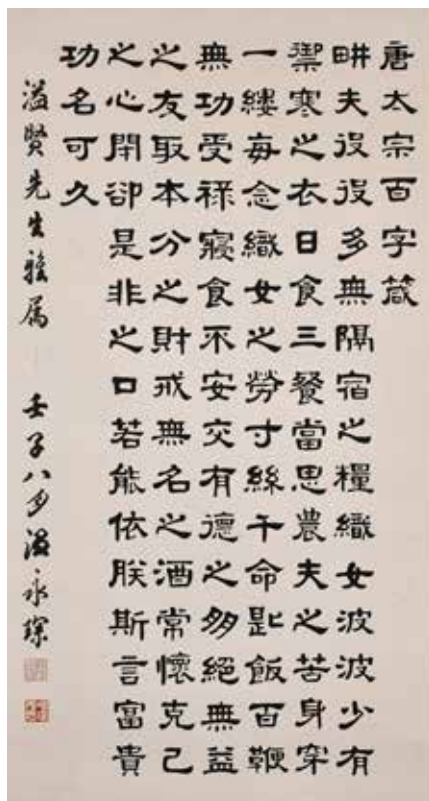 唐太宗百字箴
畊夫役役多無隔宿之糧織女波波少有
禦寒之衣日食三餐當思農夫之苦身穿
一縷每念織女之勞寸絲千命匙飯百鞭
無功受祿寢食不安交有德之朋絕無益
之友取本分之財戒無名之酒常懷克己
之心閉卻是非之口若能依朕斯言富貴
功名可久
溢賢先生雅属 壬子八月溫永琛